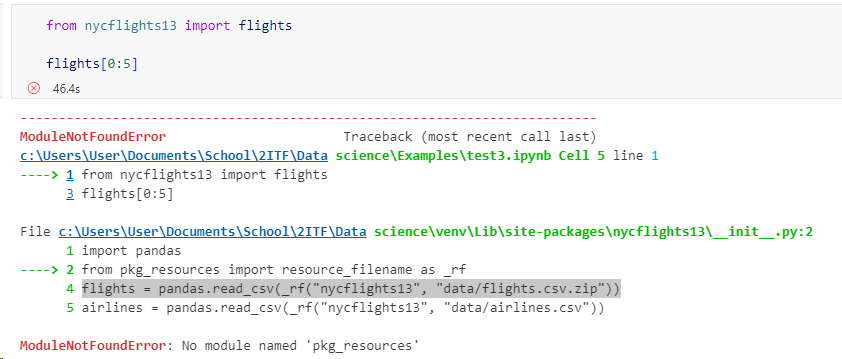 from nycflights13 import flights
flights[0:5]
46.4s
---------------------------------------------------------------------------
ModuleNotFoundError                       Traceback (most recent call last)
c:\Users\User\Documents\School\2ITF\Data science\Examples\test3.ipynb Cell 5 line 1
----> 1 from nycflights13 import flights
      3 flights[0:5]
File c:\Users\User\Documents\School\2ITF\Data science\venv\Lib\site-packages\nycflights13\__init__.py:2
      1 import pandas
----> 2 from pkg_resources import resource_filename as _rf
      4 flights = pandas.read_csv(_rf("nycflights13", "data/flights.csv.zip"))
      5 airlines = pandas.read_csv(_rf("nycflights13", "data/airlines.csv"))
ModuleNotFoundError: No module named 'pkg_resources'